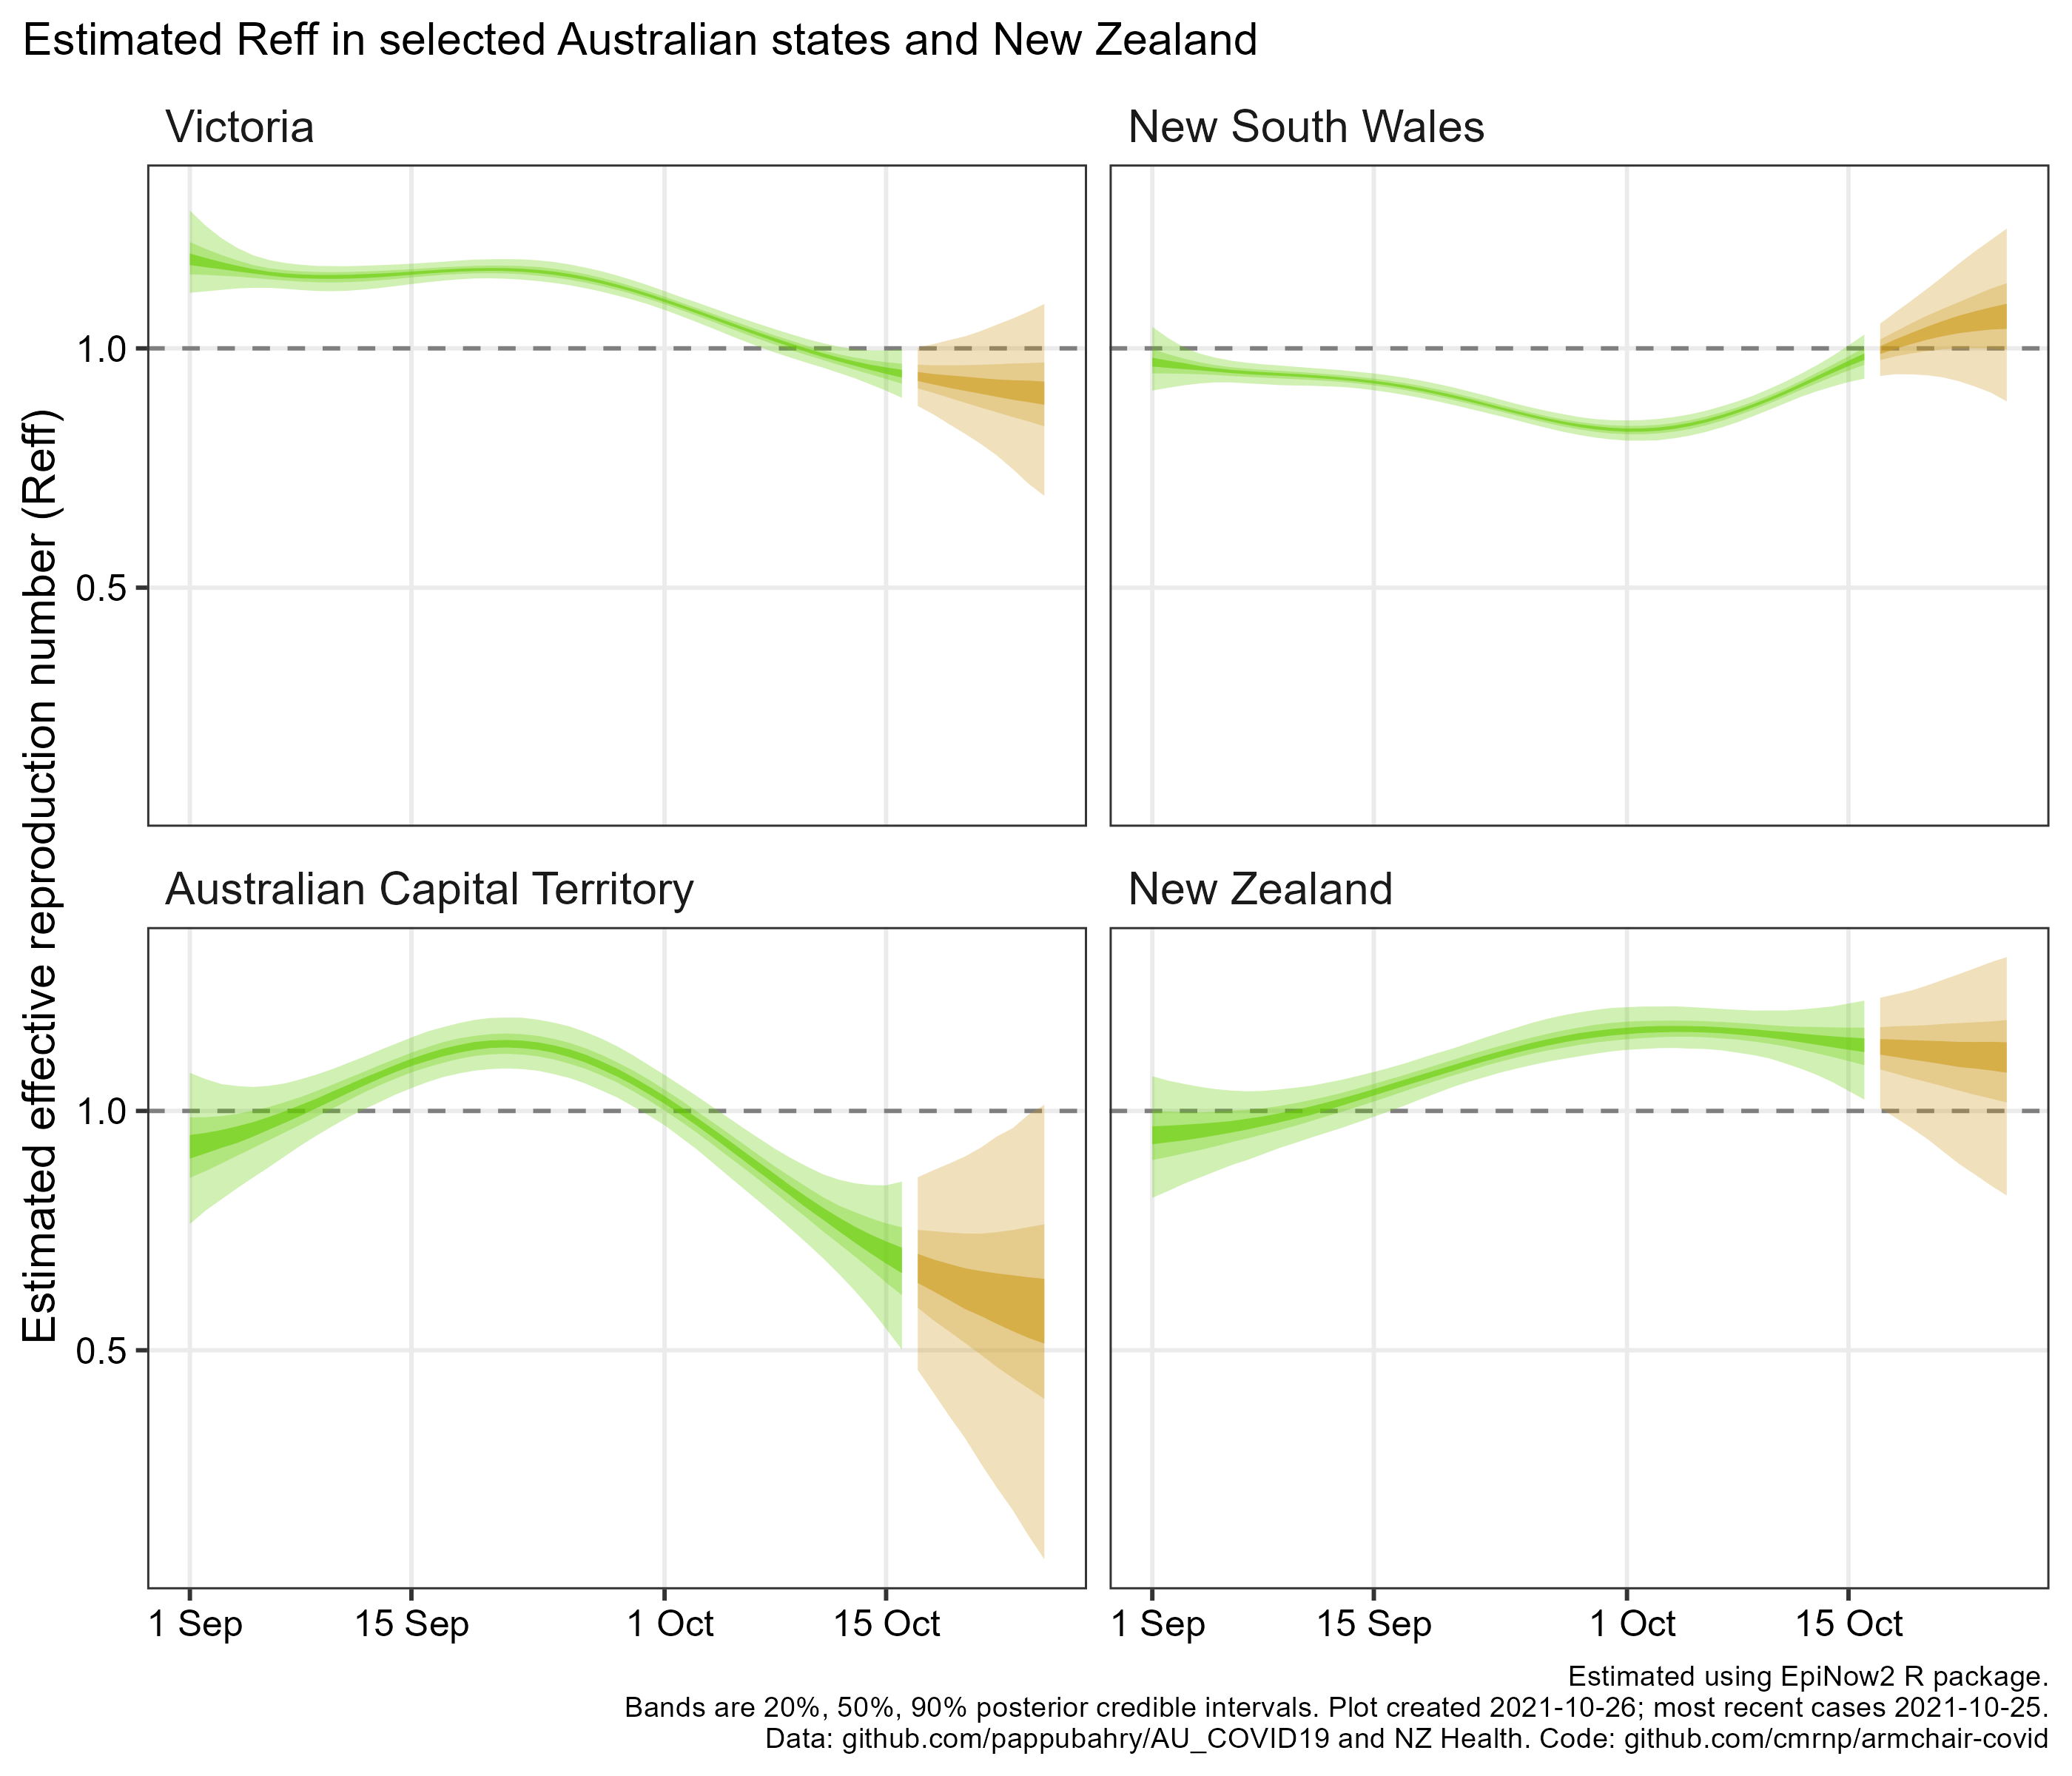 Estimated Reff in selected Australian states and New Zealand
Victoria
New South Wales
1.0
0.5
Estimated effective reproduction number (Reff)
Australian Capital Territory
New Zealand
1.0
0.5
1 Sep
15 Sep
1 Oct
15 Oct
1 Sep
15 Sep
1 Oct
15 Oct
Estimated using EpiNow2 R package.
Bands are 20%, 50%, 90% posterior credible intervals. Plot created 2021-10-26; most recent cases 2021-10-25.
Data: github.com/pappubahry/AU_COVID19 and NZ Health. Code: github.com/cmrnp/armchair-covid